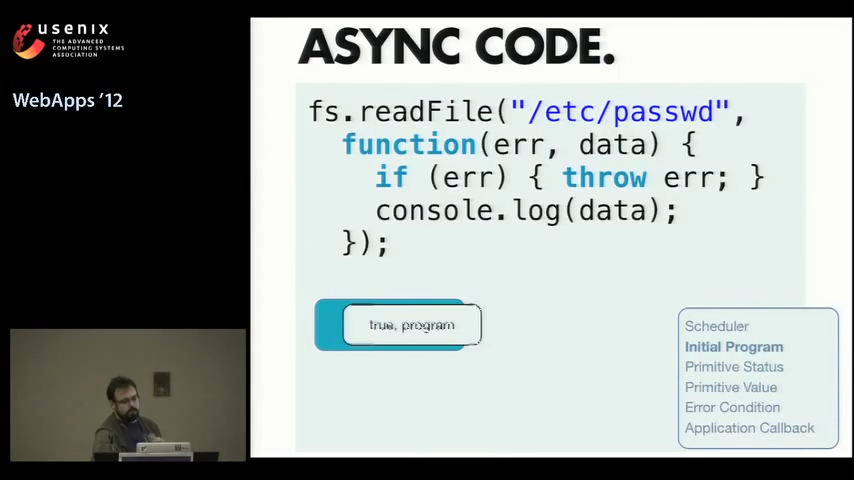 usenix
THE ADVANCED
COMPUTING SYSTEMS
ASSOCIATION
WebApps '12
ASYNC CODE.
fs.readFile("/etc/passwd",
function(err, data) {
if (err) { throw err; }
console.log(data);
});
true, program
Scheduler
Initial Program
Primitive Status
Primitive Value
Error Condition
Application Callback